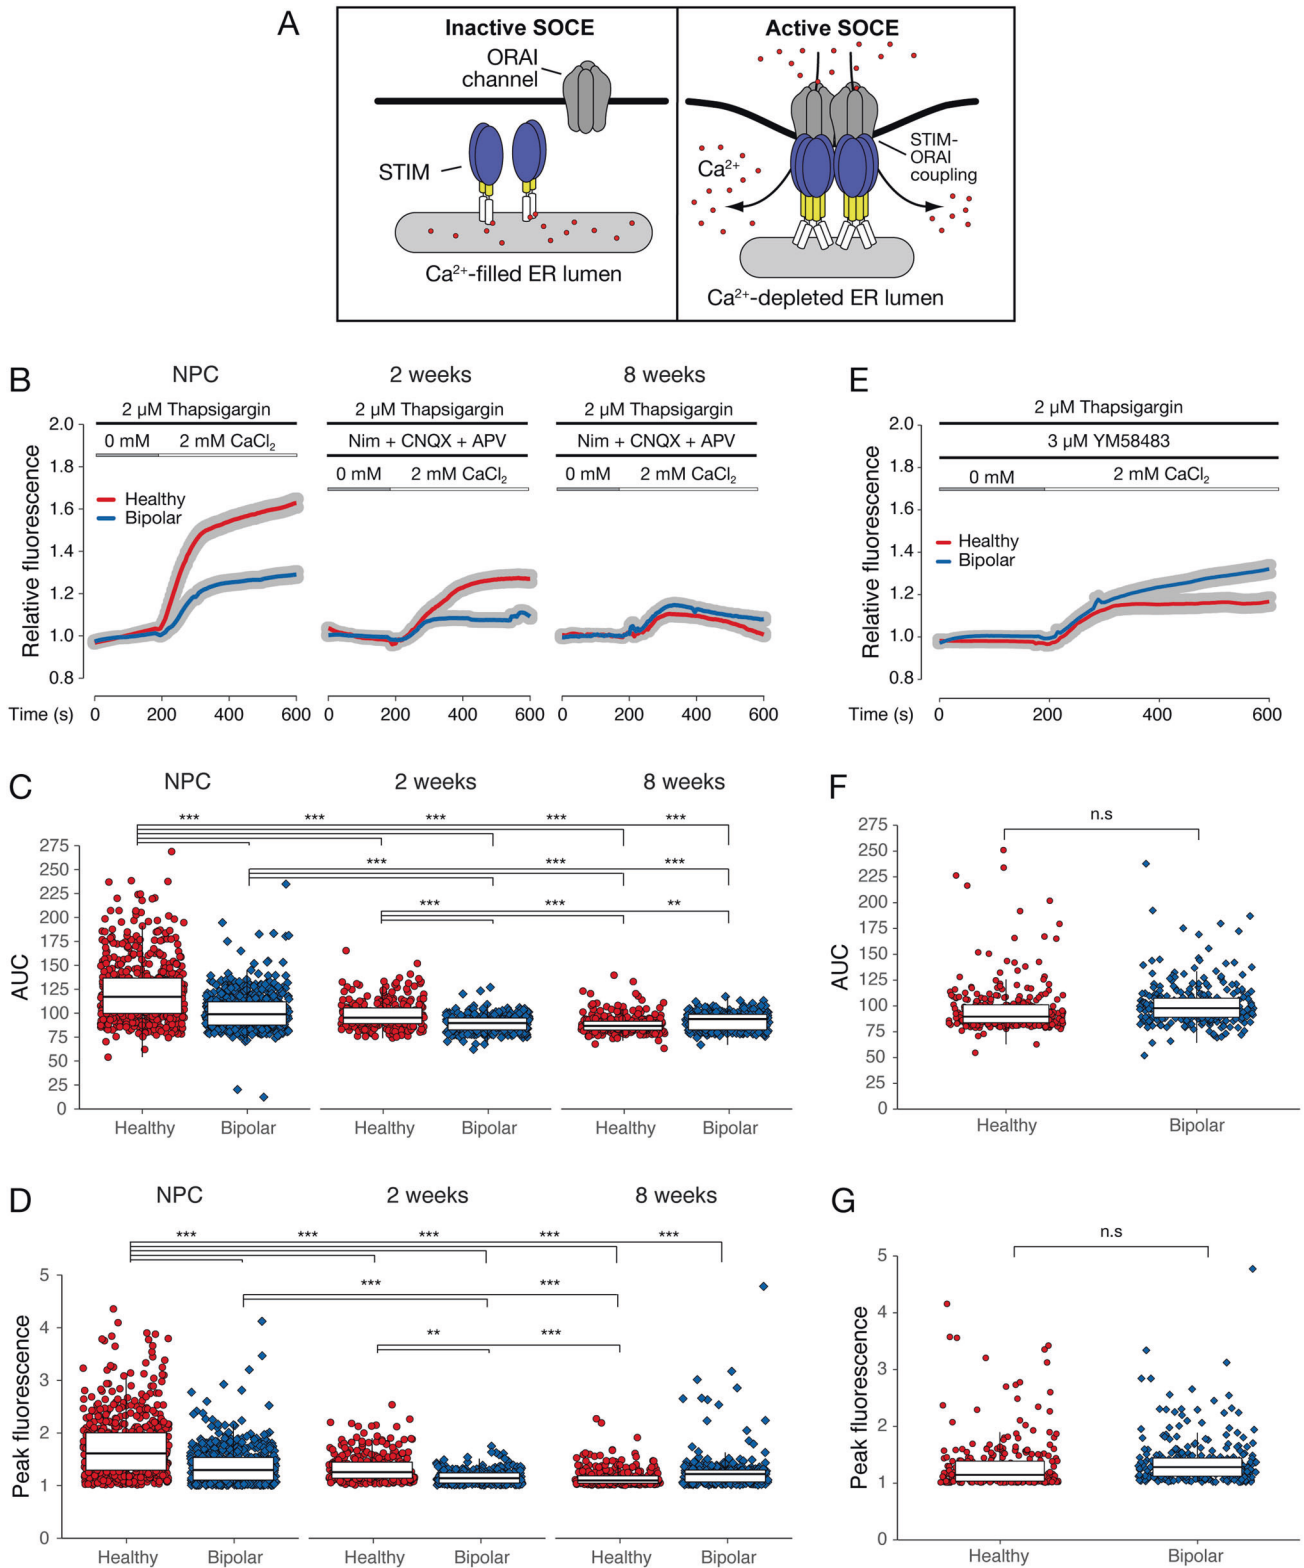 A
Inactive SOCE
Active SOCE
ORAI
channel
STIM
Ca²⁺-filled ER lumen
Ca²⁺
STIM-
ORAI
coupling
Ca²⁺-depleted ER lumen
B
NPC
2 weeks
8 weeks
2 µM Thapsigargin
2 µM Thapsigargin
2 µM Thapsigargin
Nim + CNQX + APV
Nim + CNQX + APV
0 mM
2 mM CaCl₂
0 mM
2 mM CaCl₂
0 mM
2 mM CaCl₂
Healthy
Bipolar
Relative fluorescence
2.0
1.8
1.6
1.4
1.2
1.0
0.8
Time (s)
0 200 400 600
0 200 400 600
0 200 400 600
E
2 µM Thapsigargin
3 µM YM58483
0 mM
2 mM CaCl₂
Healthy
Bipolar
Relative fluorescence
2.0
1.8
1.6
1.4
1.2
1.0
0.8
Time (s)
0 200 400 600
C
NPC
2 weeks
8 weeks
*** *** *** *** ***
*** *** ***
*** *** **
AUC
275
250
225
200
175
150
125
100
75
50
25
0
Healthy Bipolar
Healthy Bipolar
Healthy Bipolar
F
n.s
AUC
275
250
225
200
175
150
125
100
75
50
25
0
Healthy Bipolar
D
NPC
2 weeks
8 weeks
*** *** *** *** ***
*** ***
** ***
Peak fluorescence
5
4
3
2
1
0
Healthy Bipolar
Healthy Bipolar
Healthy Bipolar
G
n.s
Peak fluorescence
5
4
3
2
1
0
Healthy Bipolar